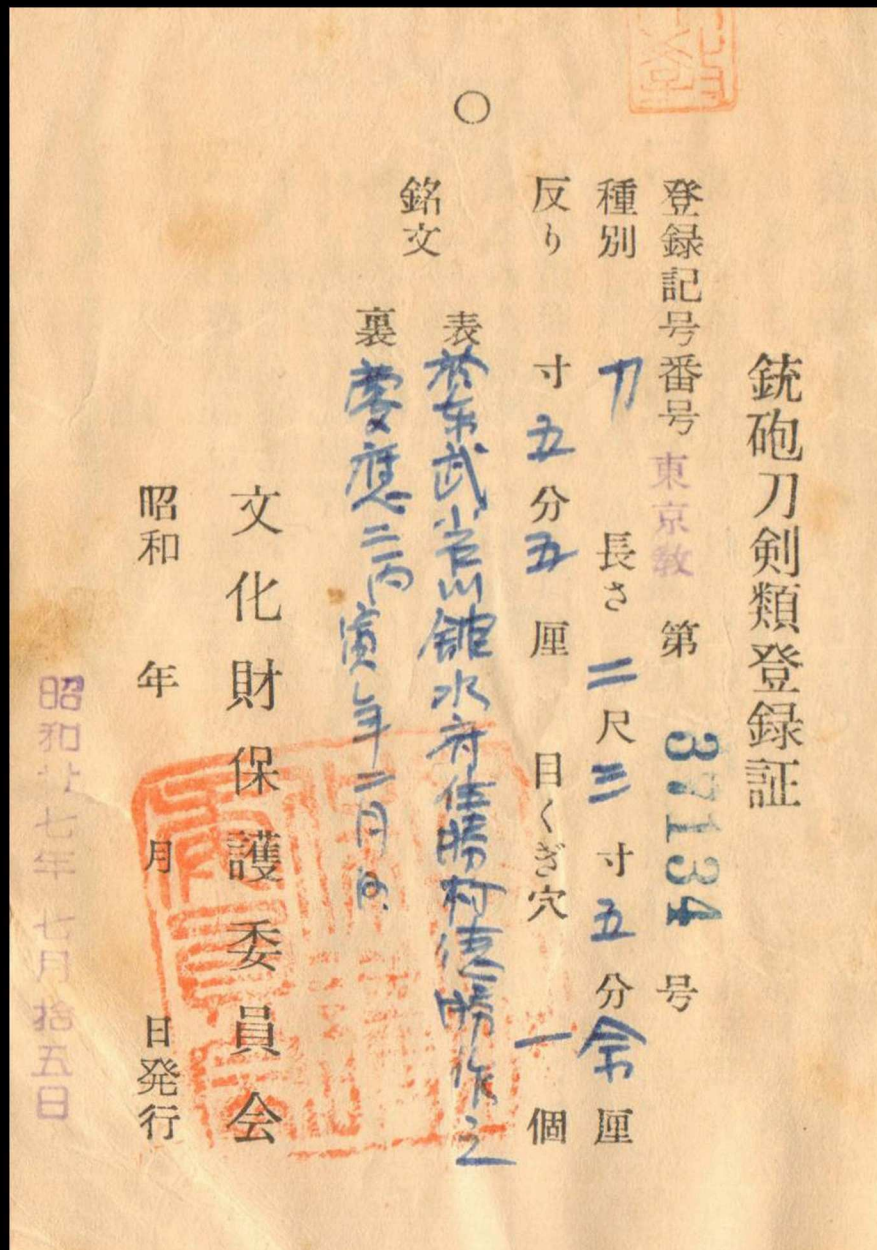 銃砲刀剣類登録証
登録記号番号 東京教 第 37134 号
種別 刀 長さ 二尺三寸五分令厘
反り 寸五分五厘 目くぎ穴 一個
銘文
表 於東武小石川館水府住勝村徳勝作之
裏 慶應二丙寅年二月日
文化財保護委員会
昭和 年 月 日発行
昭和廿七年七月拾五日